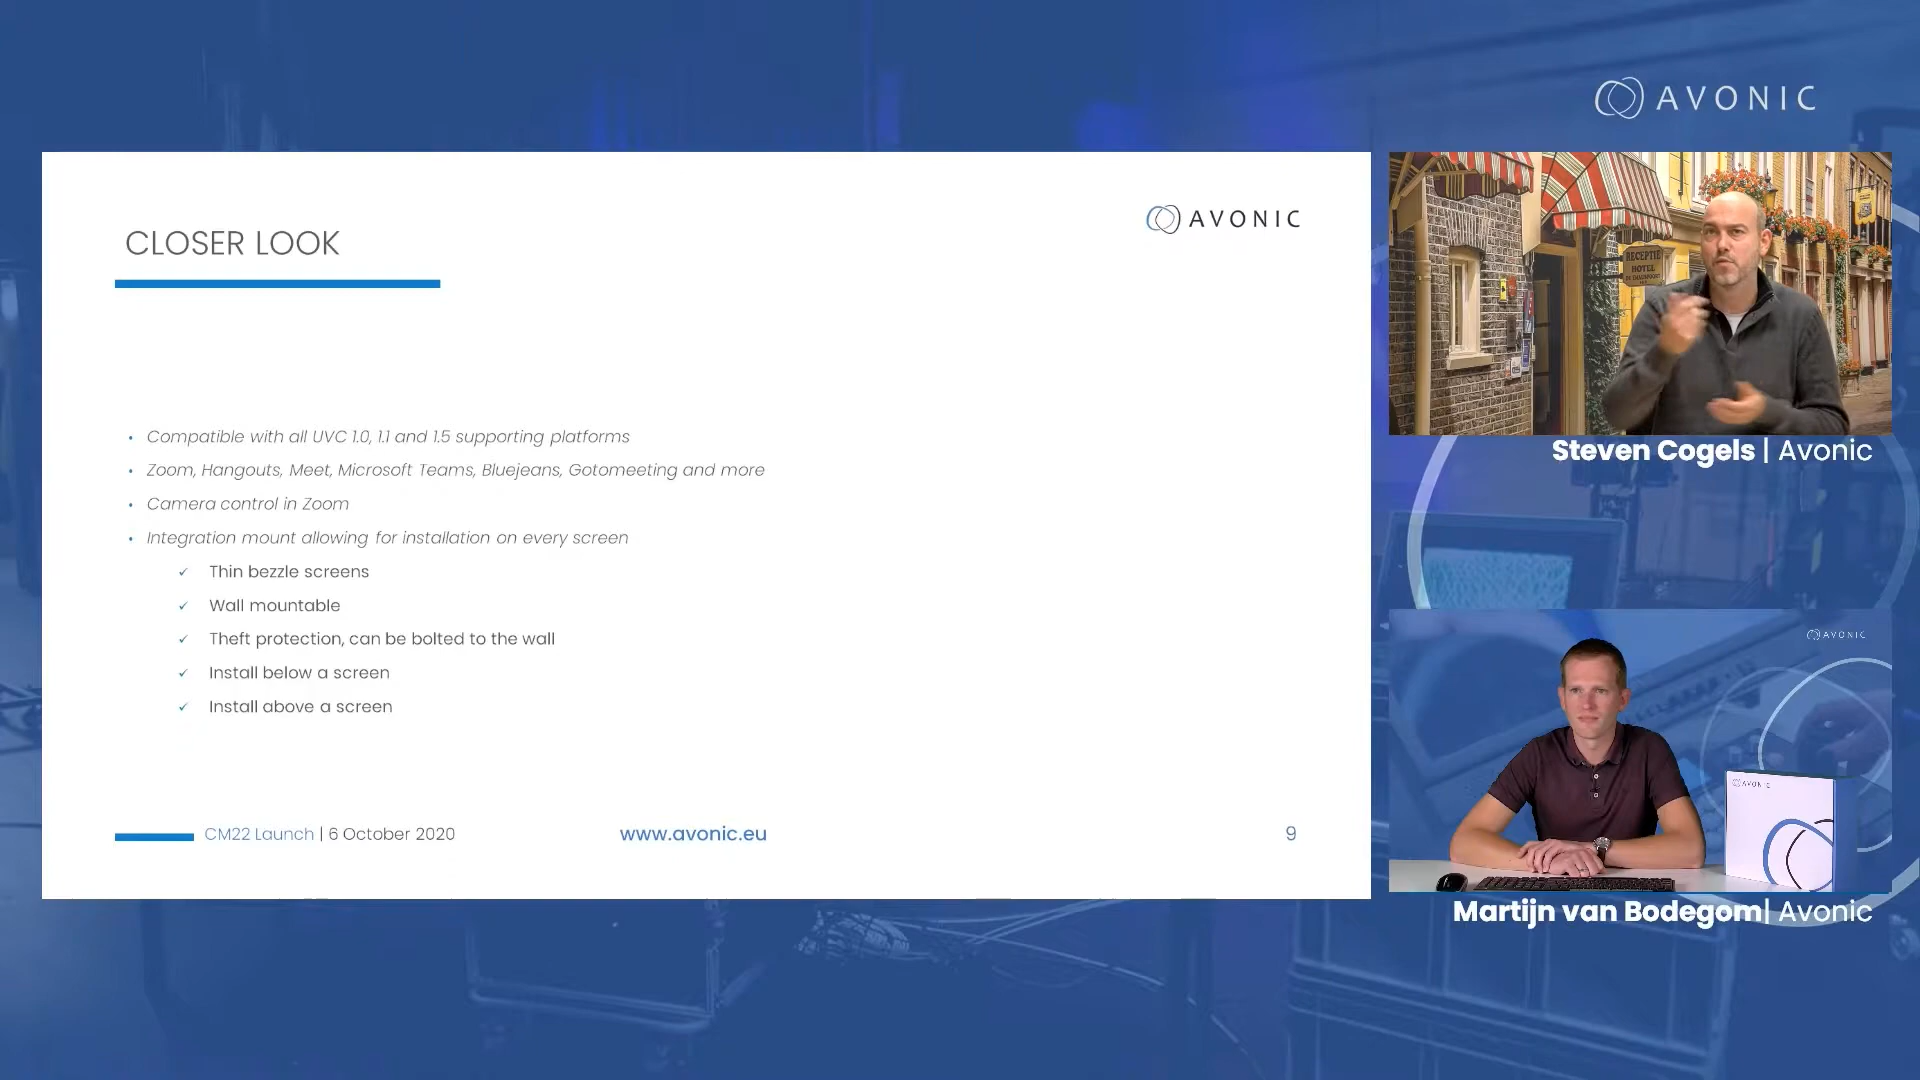 AVONIC
CLOSER LOOK
AVONIC
• Compatible with all UVC 1.0, 1.1 and 1.5 supporting platforms
• Zoom, Hangouts, Meet, Microsoft Teams, Bluejeans, Gotomeeting and more
• Camera control in Zoom
• Integration mount allowing for installation on every screen
✓ Thin bezzle screens
✓ Wall mountable
✓ Theft protection, can be bolted to the wall
✓ Install below a screen
✓ Install above a screen
CM22 Launch | 6 October 2020
www.avonic.eu
9
RECEPTIE
HOTEL
Steven Cogels | Avonic
AVONIC
AVONIC
Martijn van Bodegom| Avonic